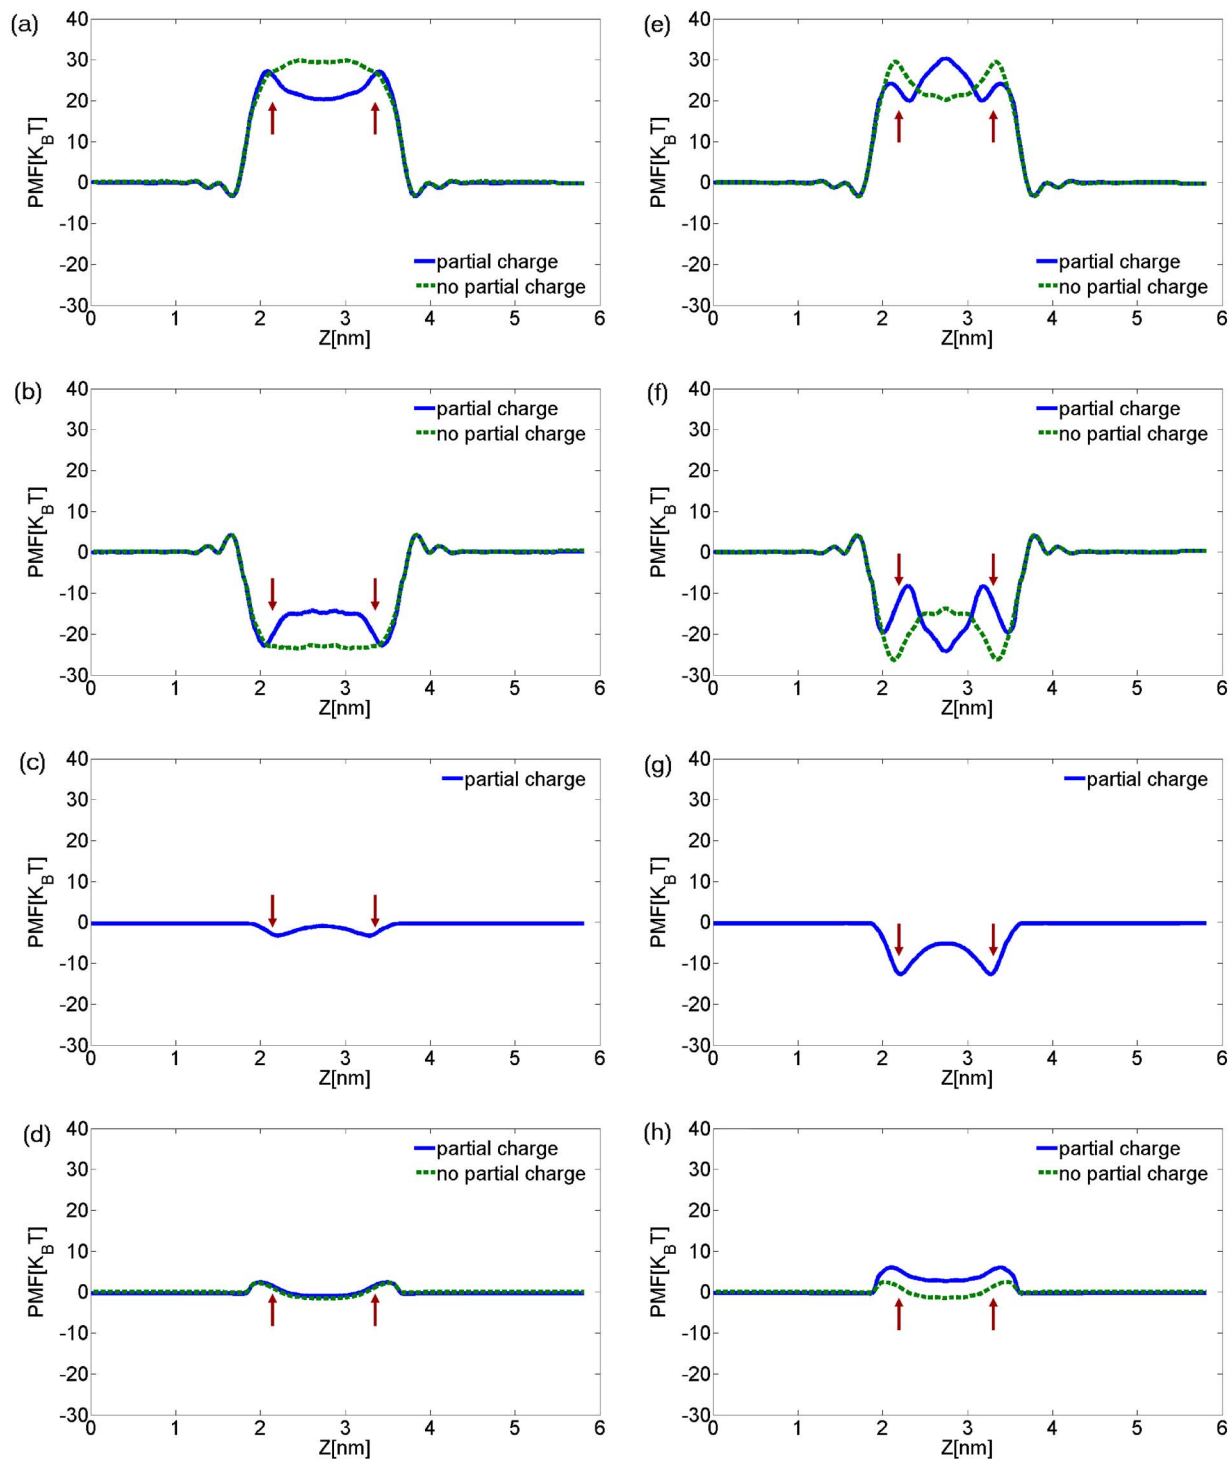 (a)
PMF[K_BT]
40
30
20
10
0
-10
-20
-30
partial charge
no partial charge
0 1 2 3 4 5 6
Z[nm]
(b)
PMF[K_BT]
40
30
20
10
0
-10
-20
-30
partial charge
no partial charge
0 1 2 3 4 5 6
Z[nm]
(c)
PMF[K_BT]
40
30
20
10
0
-10
-20
-30
partial charge
0 1 2 3 4 5 6
Z[nm]
(d)
PMF[K_BT]
40
30
20
10
0
-10
-20
-30
partial charge
no partial charge
0 1 2 3 4 5 6
Z[nm]
(e)
PMF[K_BT]
40
30
20
10
0
-10
-20
-30
partial charge
no partial charge
0 1 2 3 4 5 6
Z[nm]
(f)
PMF[K_BT]
40
30
20
10
0
-10
-20
-30
partial charge
no partial charge
0 1 2 3 4 5 6
Z[nm]
(g)
PMF[K_BT]
40
30
20
10
0
-10
-20
-30
partial charge
0 1 2 3 4 5 6
Z[nm]
(h)
PMF[K_BT]
40
30
20
10
0
-10
-20
-30
partial charge
no partial charge
0 1 2 3 4 5 6
Z[nm]